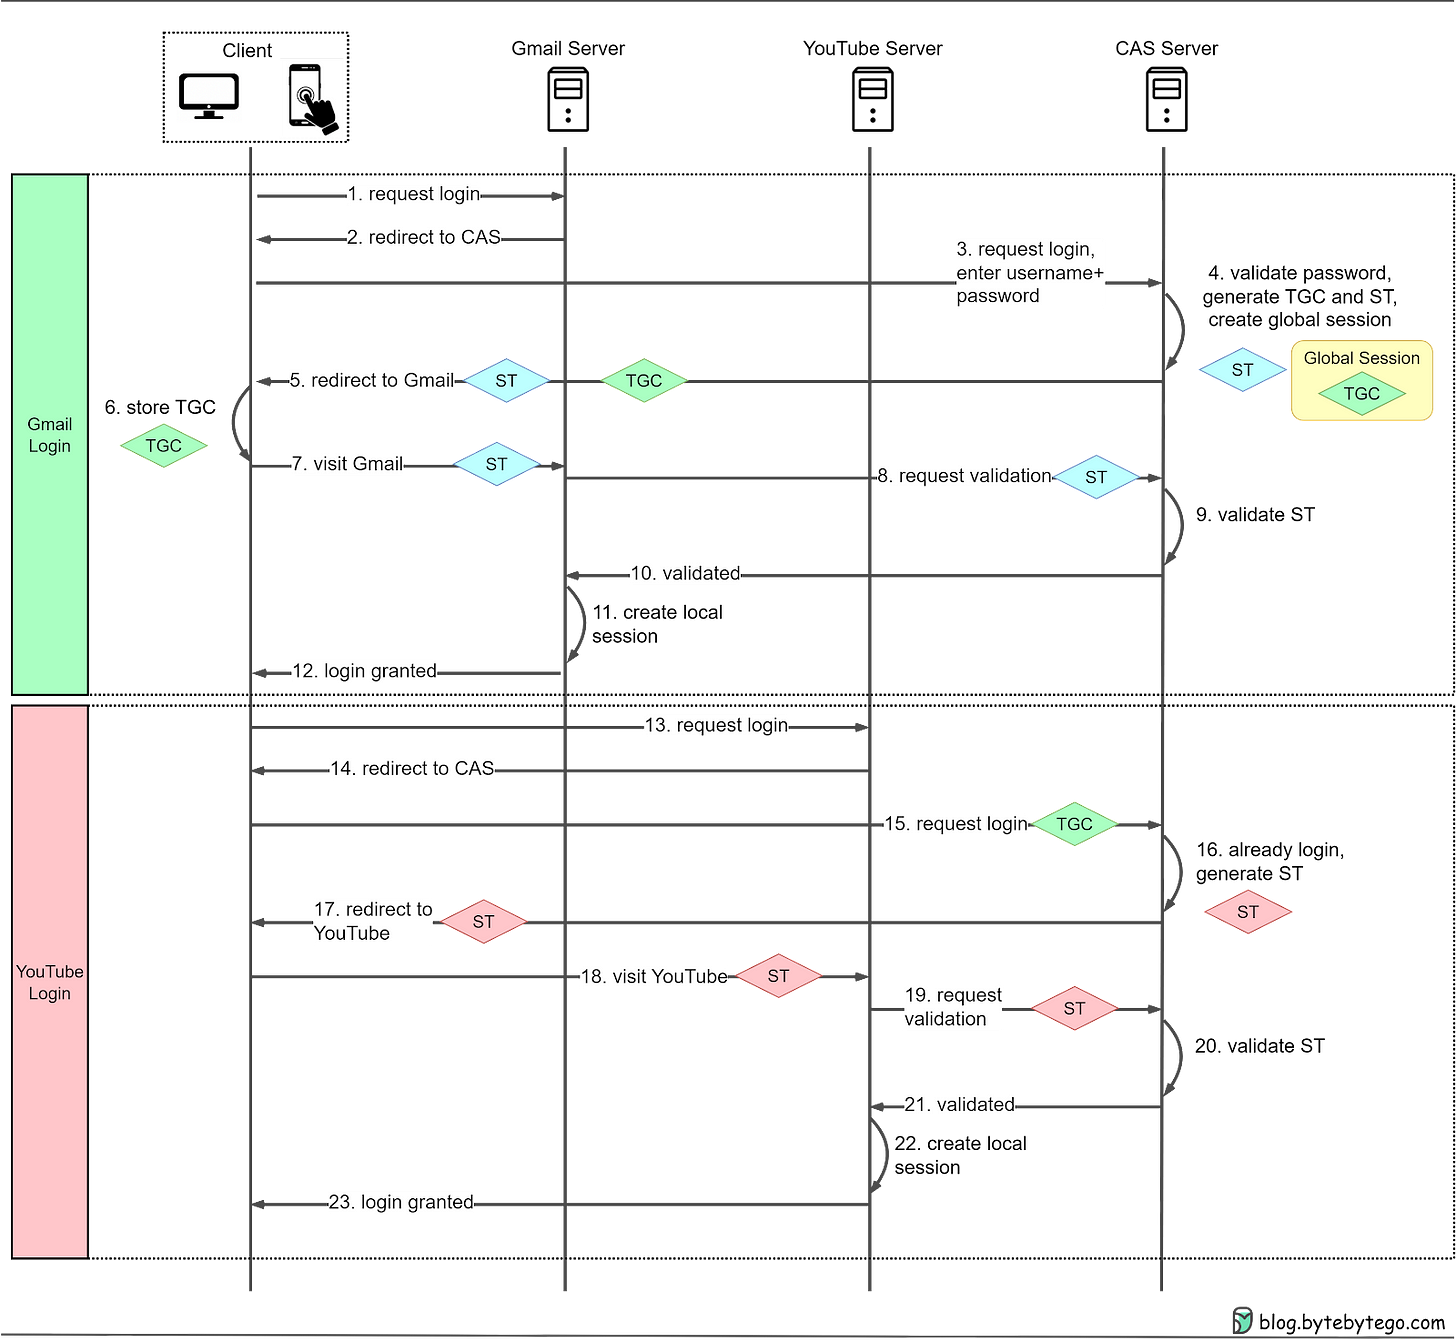 Client
Gmail Server
YouTube Server
CAS Server
Gmail
Login
1. request login
2. redirect to CAS
3. request login,
enter username+
password
4. validate password,
generate TGC and ST,
create global session
ST
Global Session
TGC
5. redirect to Gmail
ST
TGC
6. store TGC
TGC
7. visit Gmail
ST
8. request validation
ST
9. validate ST
10. validated
11. create local
session
12. login granted
YouTube
Login
13. request login
14. redirect to CAS
15. request login
TGC
16. already login,
generate ST
ST
17. redirect to
YouTube
ST
18. visit YouTube
ST
19. request
validation
ST
20. validate ST
21. validated
22. create local
session
23. login granted
blog.bytebytego.com